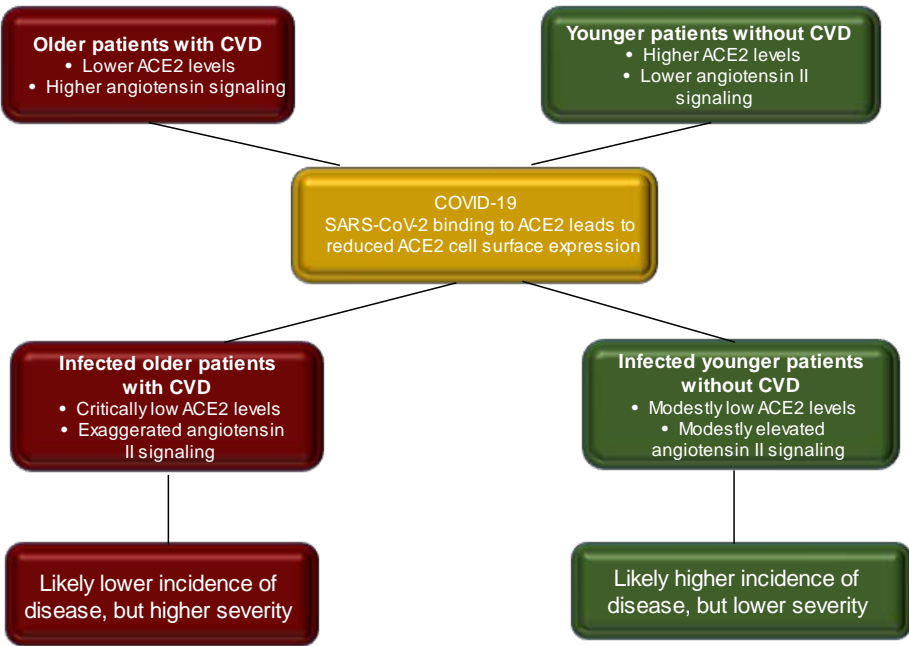 Older patients with CVD
• Lower ACE2 levels
• Higher angiotensin signaling
Younger patients without CVD
• Higher ACE2 levels
• Lower angiotensin II
signaling
COVID-19
SARS-CoV-2 binding to ACE2 leads to
reduced ACE2 cell surface expression
Infected older patients
with CVD
• Critically low ACE2 levels
• Exaggerated angiotensin
II signaling
Infected younger patients
without CVD
• Modestly low ACE2 levels
• Modestly elevated
angiotensin II signaling
Likely lower incidence of
disease, but higher severity
Likely higher incidence of
disease, but lower severity